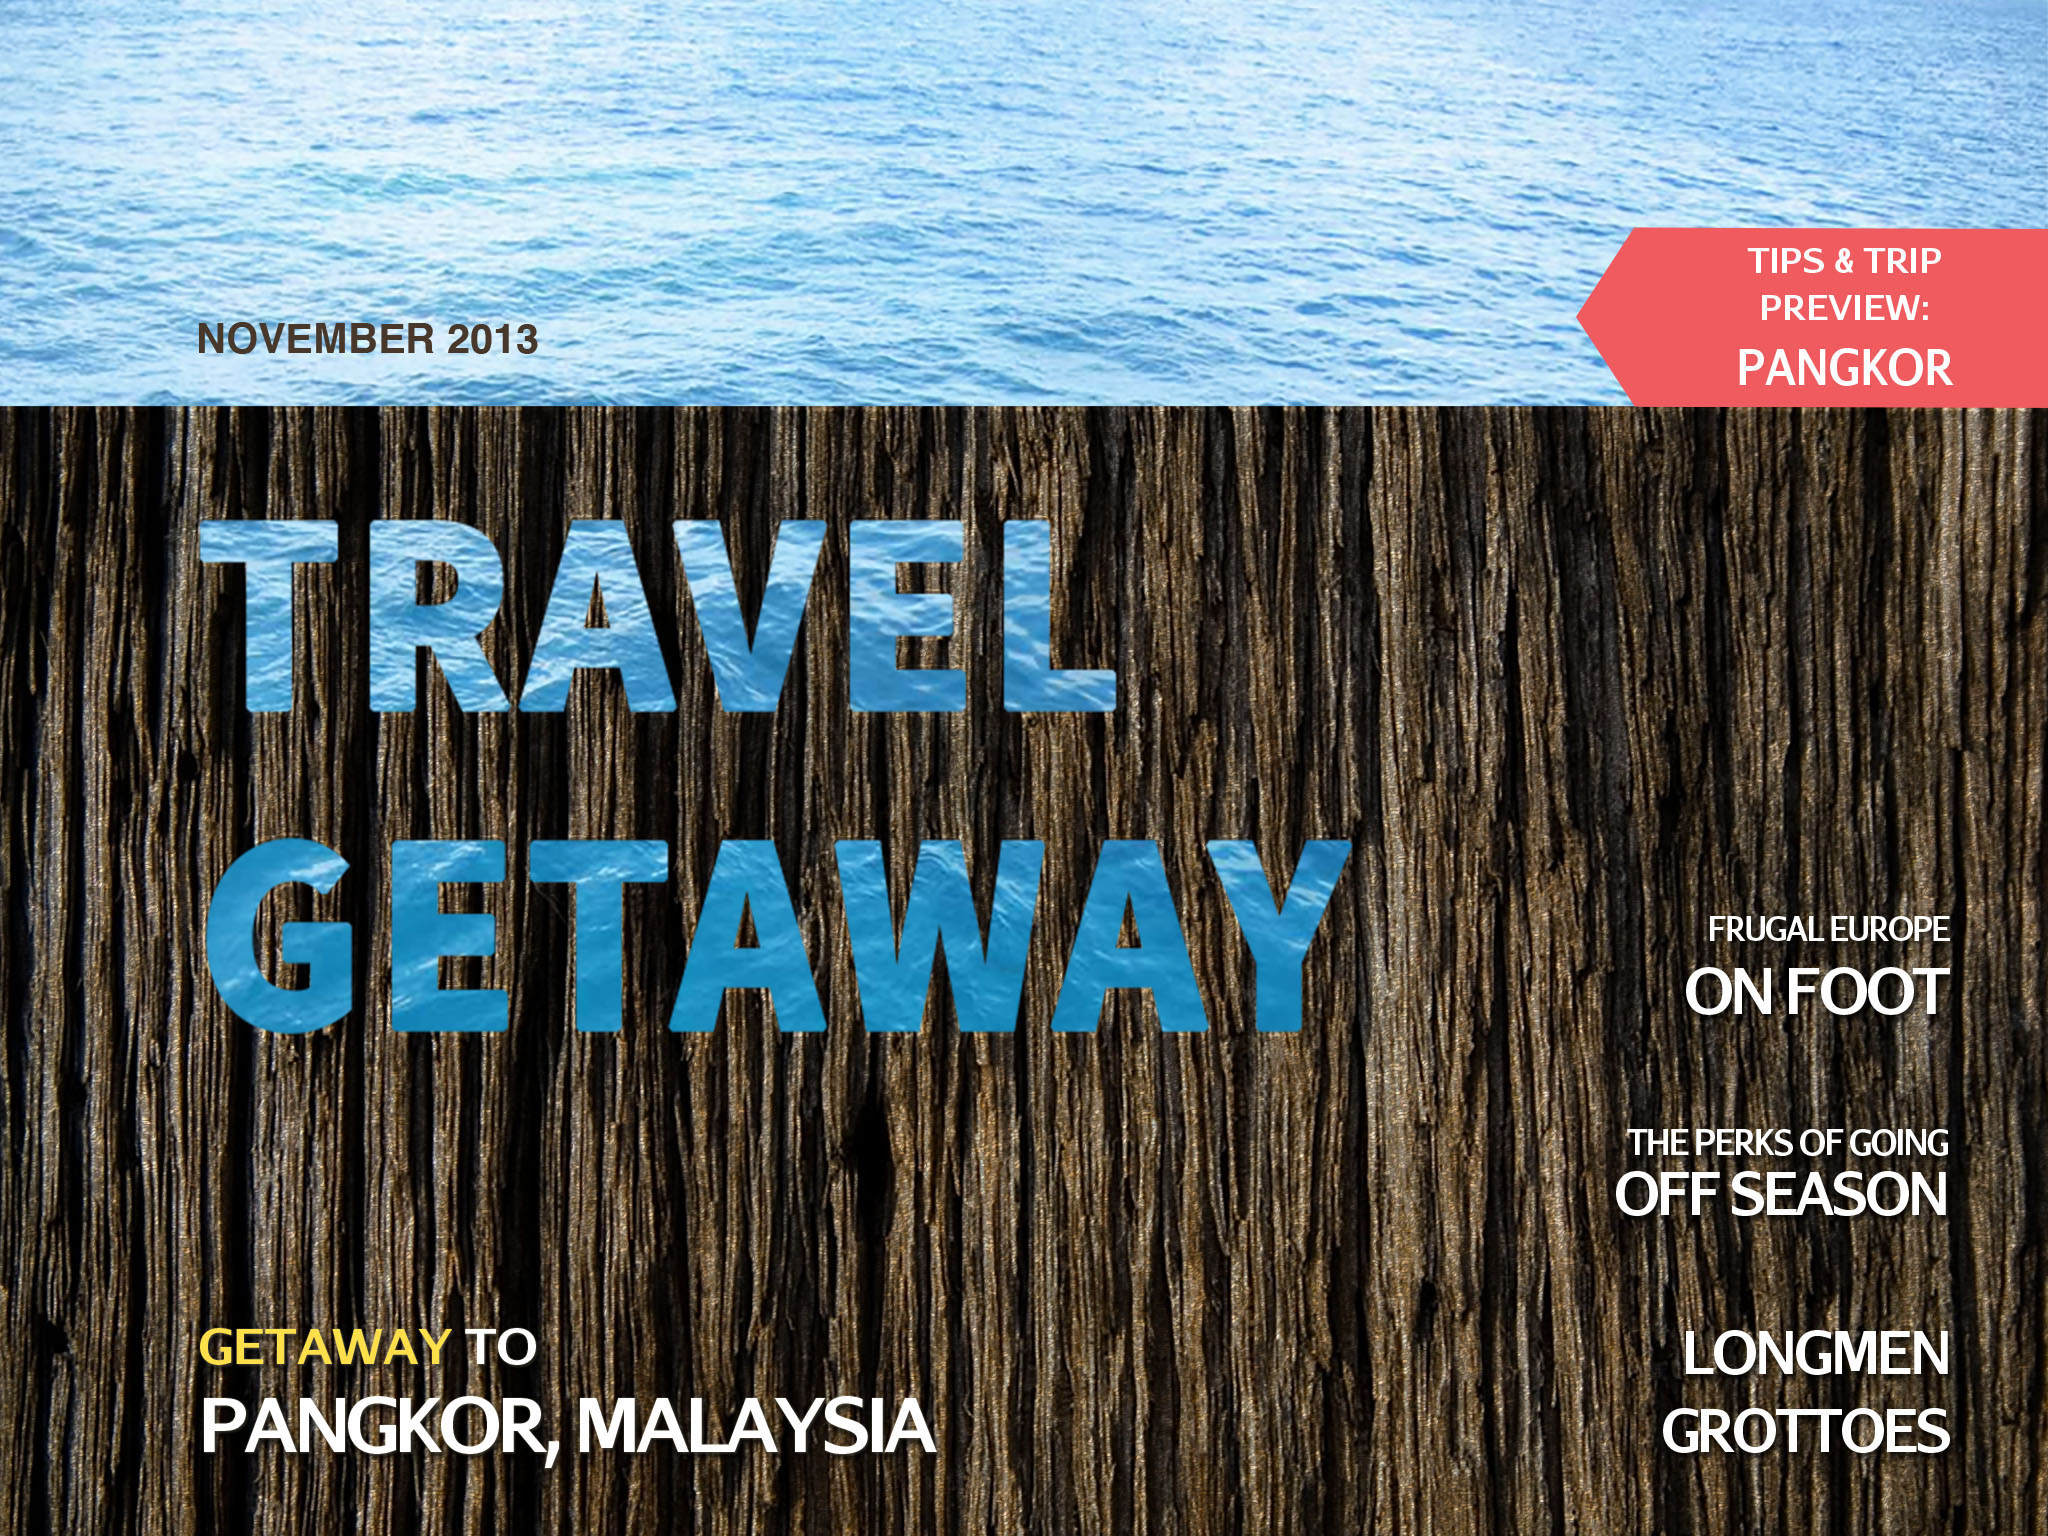 NOVEMBER 2013
TIPS & TRIP
PREVIEW:
PANGKOR
TRAVEL
GETAWAY
FRUGAL EUROPE
ON FOOT
THE PERKS OF GOING
OFF SEASON
LONGMEN
GROTTOES
GETAWAY TO
PANGKOR, MALAYSIA